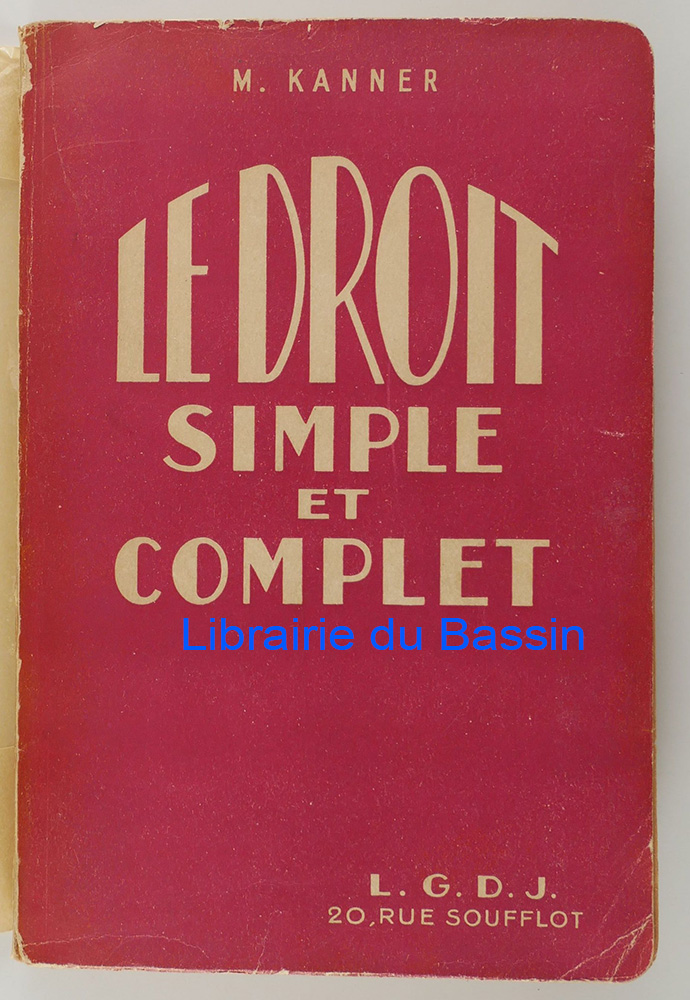 M. KANNER
LE DROIT
SIMPLE
ET
COMPLET
Librairie du Bassin
L. G. D. J.
20, RUE SOUFFLOT